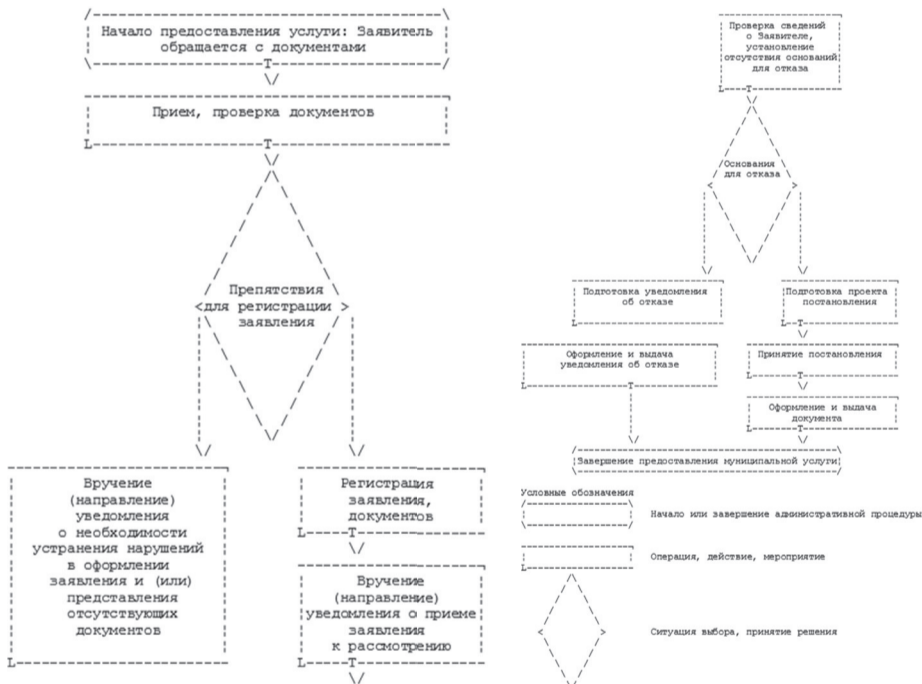 Начало предоставления услуги: Заявитель
обращается с документами
Прием, проверка документов
Препятствия
для регистрации
заявления
Вручение
(направление)
уведомления
о необходимости
устранения нарушений
в оформлении
заявления и (или)
представления
отсутствующих
документов
Регистрация
заявления,
документов
Вручение
(направление)
уведомления о приеме
заявления
к рассмотрению
Проверка сведений
о Заявителе,
установление
отсутствия оснований
для отказа
Основания
для отказа
Подготовка уведомления
об отказе
Подготовка проекта
постановления
Оформление и выдача
уведомления об отказе
Принятие постановления
Оформление и выдача
документа
Завершение предоставления муниципальной услуги
Условные обозначения
Начало или завершение административной процедуры
Операция, действие, мероприятие
Ситуация выбора, принятие решения